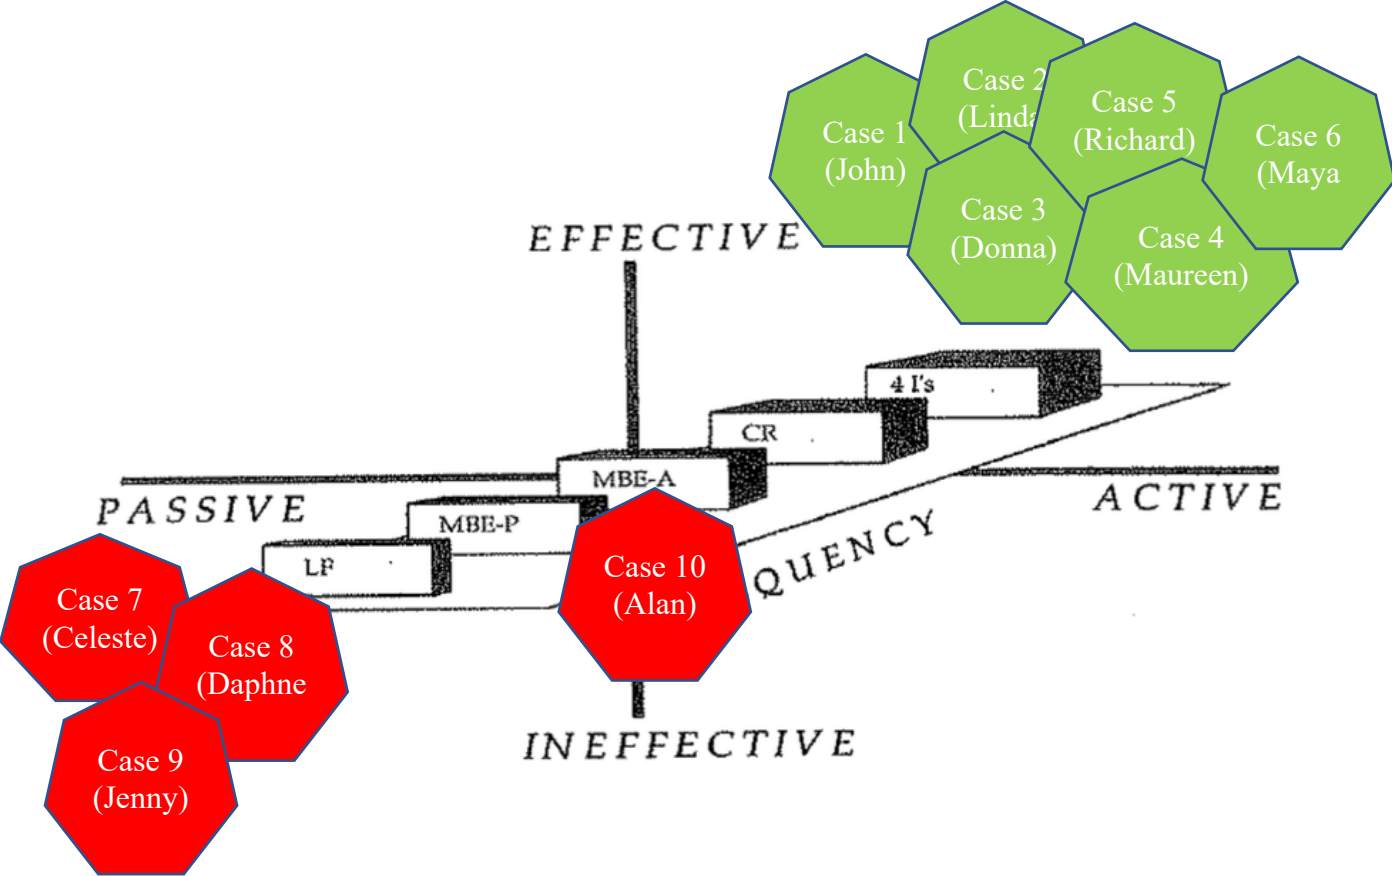 Case 1
(John)
Case 2
(Linda
Case 5
(Richard)
Case 6
(Maya
Case 3
(Donna)
Case 4
(Maureen)
EFFECTIVE
4 I's
CR
MBE-A
PASSIVE
ACTIVE
MBE-P
LF
QUENCY
Case 7
(Celeste)
Case 8
(Daphne
Case 9
(Jenny)
Case 10
(Alan)
INEFFECTIVE